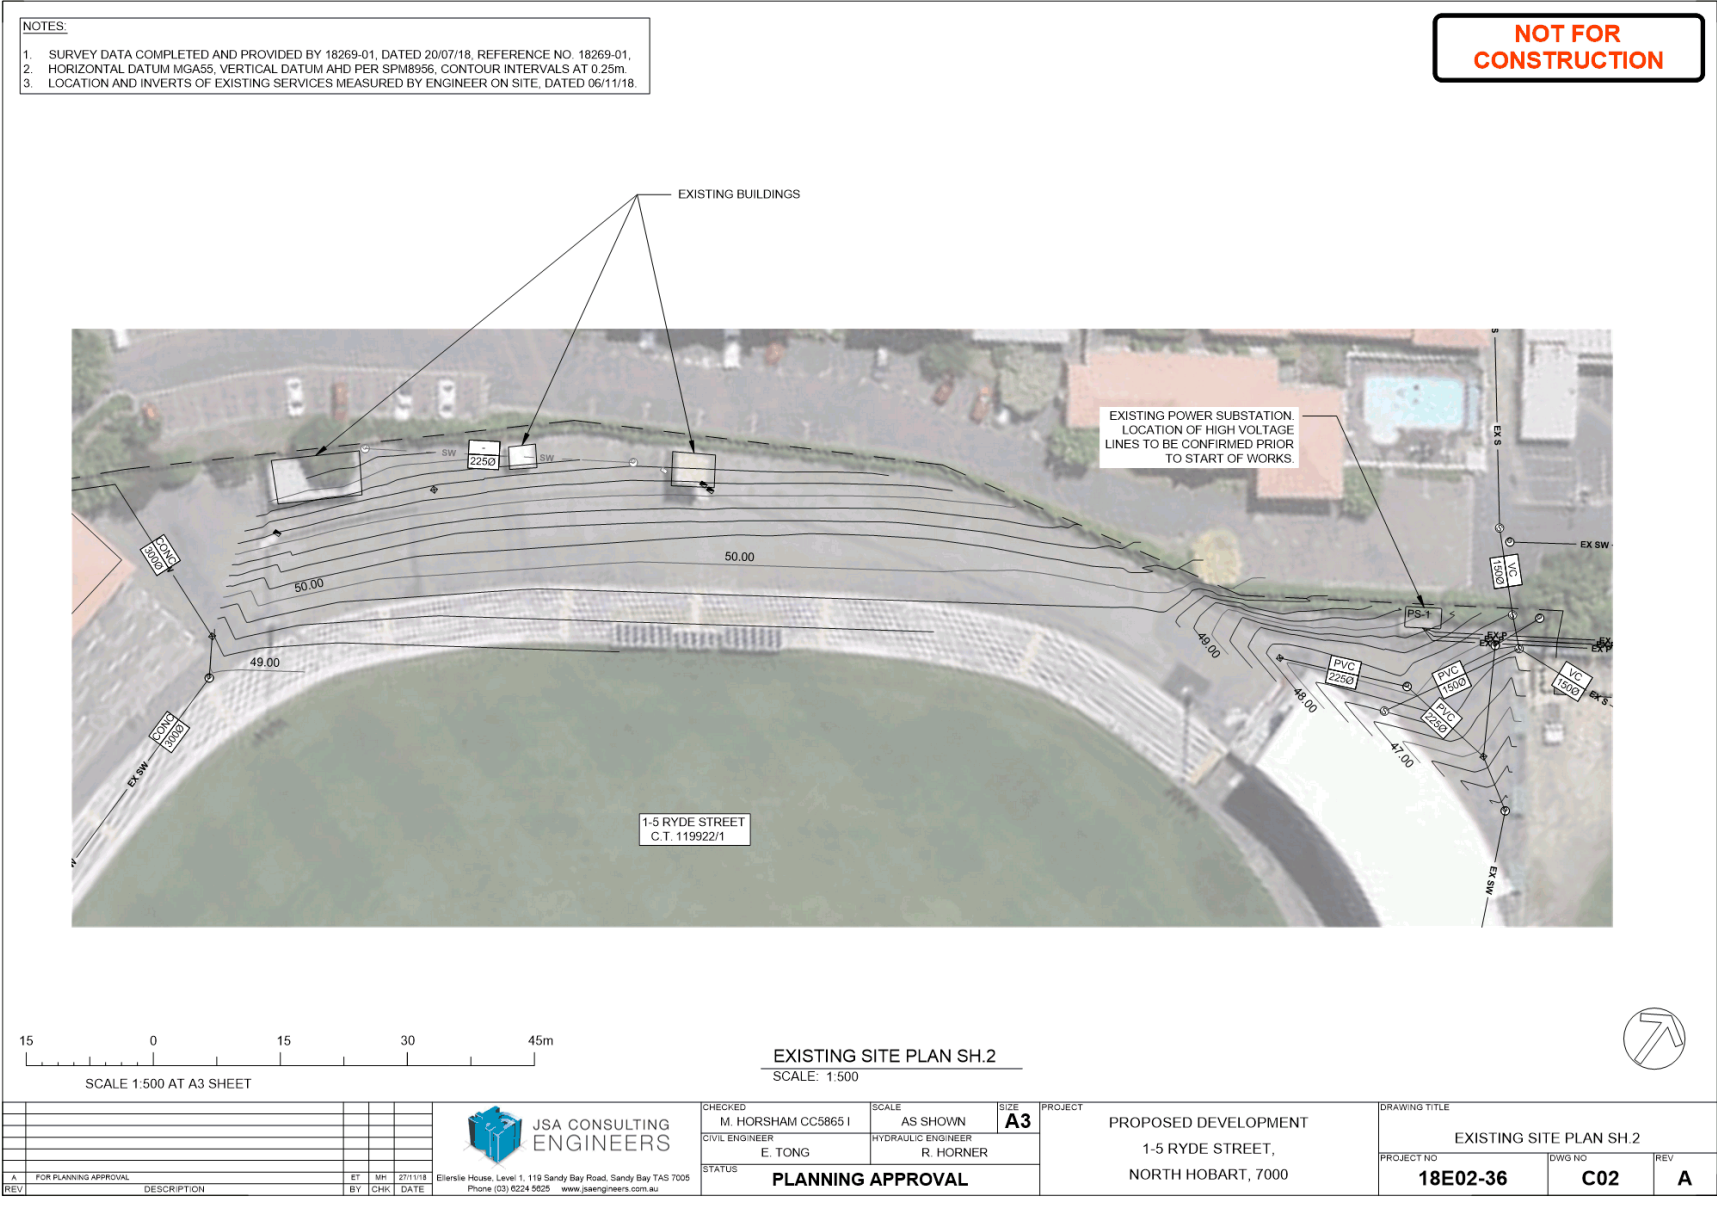 NOTES:
1. SURVEY DATA COMPLETED AND PROVIDED BY 18269-01, DATED 20/07/18, REFERENCE NO. 18269-01,
2. HORIZONTAL DATUM MGA55, VERTICAL DATUM AHD PER SPM8956, CONTOUR INTERVALS AT 0.25m.
3. LOCATION AND INVERTS OF EXISTING SERVICES MEASURED BY ENGINEER ON SITE, DATED 06/11/18.
NOT FOR
CONSTRUCTION
EXISTING BUILDINGS
EXISTING POWER SUBSTATION.
LOCATION OF HIGH VOLTAGE
LINES TO BE CONFIRMED PRIOR
TO START OF WORKS.
S
EX S
SW
-
225Ø
SW
CONC
300Ø
50.00
50.00
EX SW
VC
150Ø
PS-1
EX P
EX P
49.00
49.00
PVC
225Ø
PVC
150Ø
VC
150Ø
EX S
48.00
PVC
225Ø
CONC
300Ø
EX SW
47.00
1-5 RYDE STREET
C.T. 119922/1
EX SW
15 0 15 30 45m
SCALE 1:500 AT A3 SHEET
EXISTING SITE PLAN SH.2
SCALE: 1:500
A FOR PLANNING APPROVAL ET MH 27/11/18
REV DESCRIPTION BY CHK DATE
JSA CONSULTING
ENGINEERS
Ellerslie House, Level 1, 119 Sandy Bay Road, Sandy Bay TAS 7005
Phone (03) 6224 5625 www.jsaengineers.com.au
CHECKED
M. HORSHAM CC5865 I
SCALE
AS SHOWN
SIZE
A3
CIVIL ENGINEER
E. TONG
HYDRAULIC ENGINEER
R. HORNER
STATUS
PLANNING APPROVAL
PROJECT
PROPOSED DEVELOPMENT
1-5 RYDE STREET,
NORTH HOBART, 7000
DRAWING TITLE
EXISTING SITE PLAN SH.2
PROJECT NO
18E02-36
DWG NO
C02
REV
A